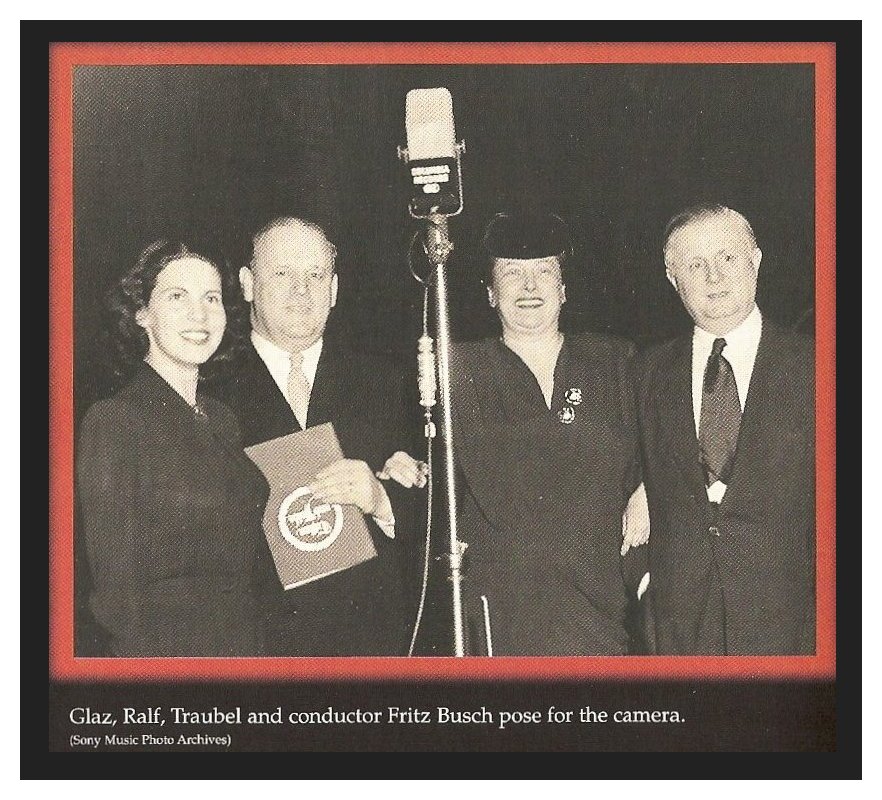 Glaz, Ralf, Traubel and conductor Fritz Busch pose for the camera.
(Sony Music Photo Archives)